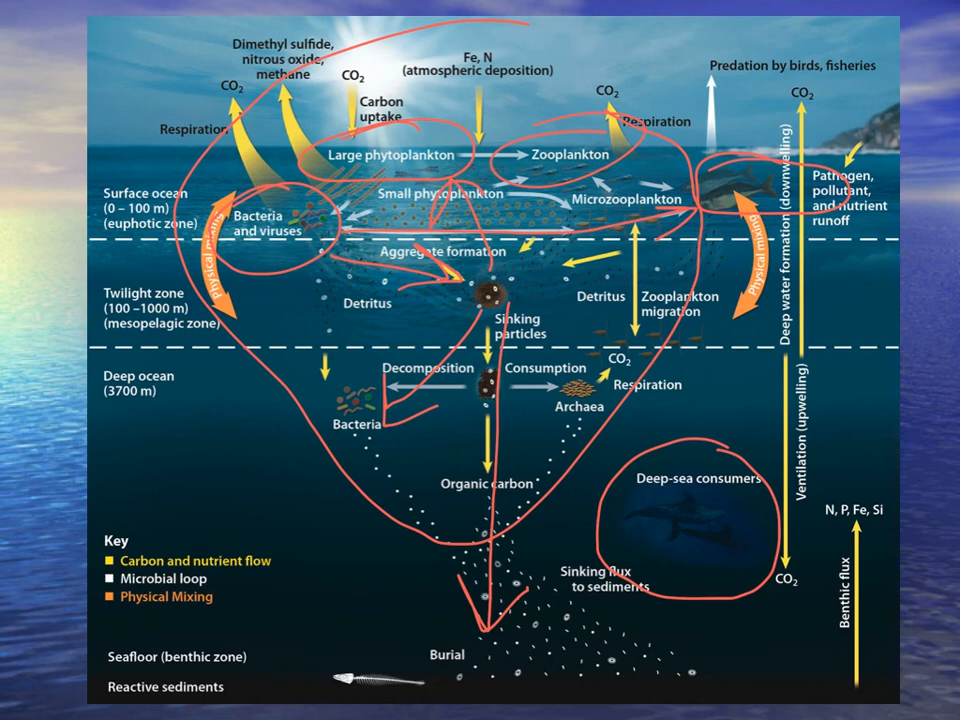 Dimethyl sulfide,
nitrous oxide,
methane
CO2
CO2
Carbon
uptake
Fe, N
(atmospheric deposition)
CO2
Predation by birds, fisheries
CO2
Respiration
Respiration
Large phytoplankton
Zooplankton
Small phytoplankton
Microzooplankton
Pathogen,
pollutant,
and nutrient
runoff
Surface ocean
(0 – 100 m)
(euphotic zone)
Bacteria
and viruses
Physical mixing
Physical mixing
Deep water formation (downwelling)
Aggregate formation
Twilight zone
(100 –1000 m)
(mesopelagic zone)
Detritus
Detritus
Zooplankton
migration
Sinking
particles
Deep ocean
(3700 m)
Decomposition
Consumption
CO2
Respiration
Bacteria
Archaea
Ventilation (upwelling)
Organic carbon
Deep-sea consumers
N, P, Fe, Si
Key
Carbon and nutrient flow
Microbial loop
Physical Mixing
Sinking flux
to sediments
CO2
Benthic flux
Seafloor (benthic zone)
Burial
Reactive sediments